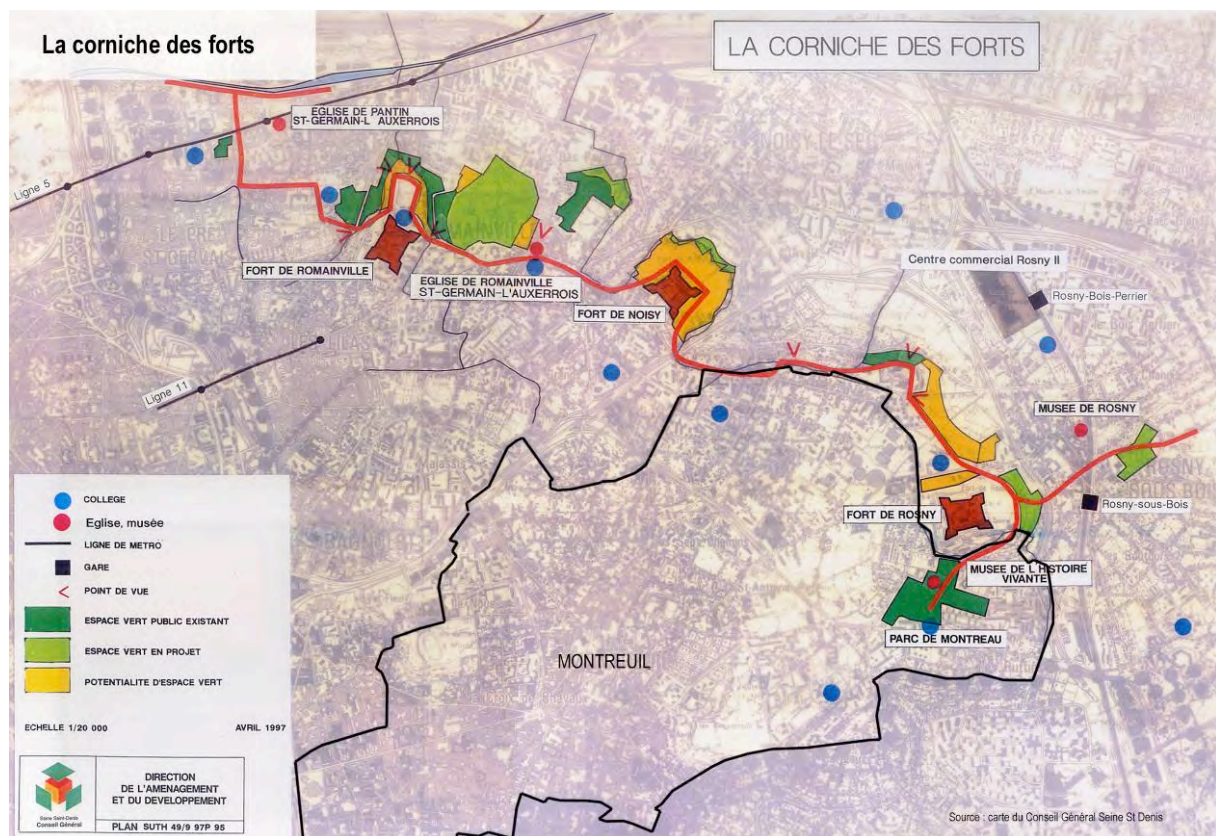 La corniche des forts
LA CORNICHE DES FORTS
EGLISE DE PANTIN
ST-GERMAIN-L'AUXERROIS
Ligne 5
FORT DE ROMAINVILLE
EGLISE DE ROMAINVILLE
ST-GERMAIN-L'AUXERROIS
FORT DE NOISY
Centre commercial Rosny II
Rosny-Bois-Perrier
Ligne 11
MUSEE DE ROSNY
FORT DE ROSNY
Rosny-sous-Bois
MUSEE DE L HISTOIRE
VIVANTE
PARC DE MONTREAU
MONTREUIL
COLLEGE
Eglise, musée
LIGNE DE METRO
GARE
POINT DE VUE
ESPACE VERT PUBLIC EXISTANT
ESPACE VERT EN PROJET
POTENTIALITE D'ESPACE VERT
ECHELLE 1/20 000
AVRIL 1997
Seine Saint-Denis
Conseil Général
DIRECTION
DE L'AMENAGEMENT
ET DU DEVELOPPEMENT
PLAN SUTH 49/9 97P 95
Source : carte du Conseil Général Seine St Denis